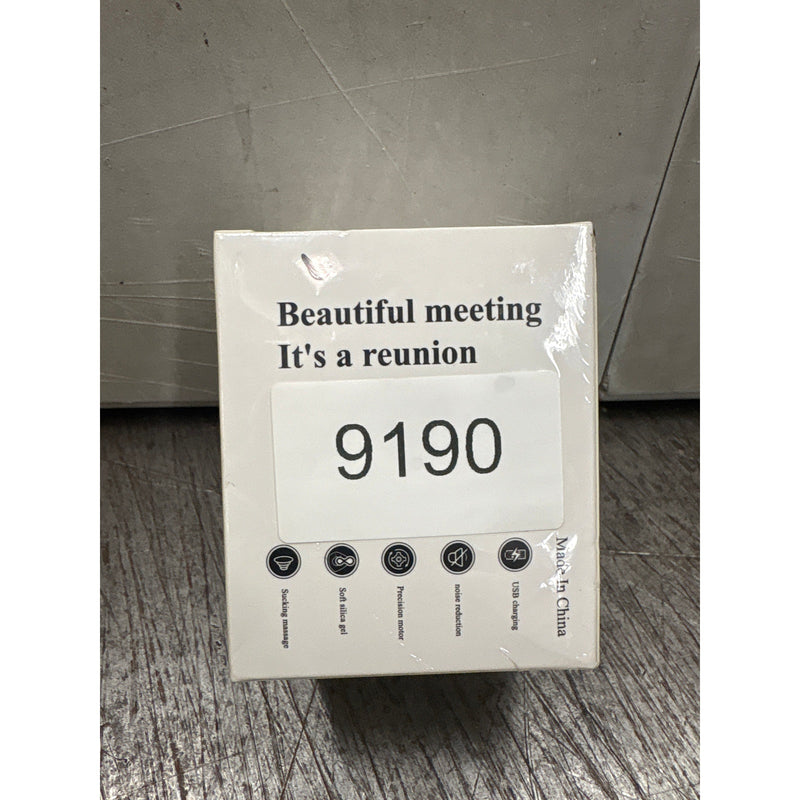 Beautiful meeting
It's a reunion
9190
Sucking massage
Soft silica gel
Precision motor
noise reduction
USB charging
Made In China